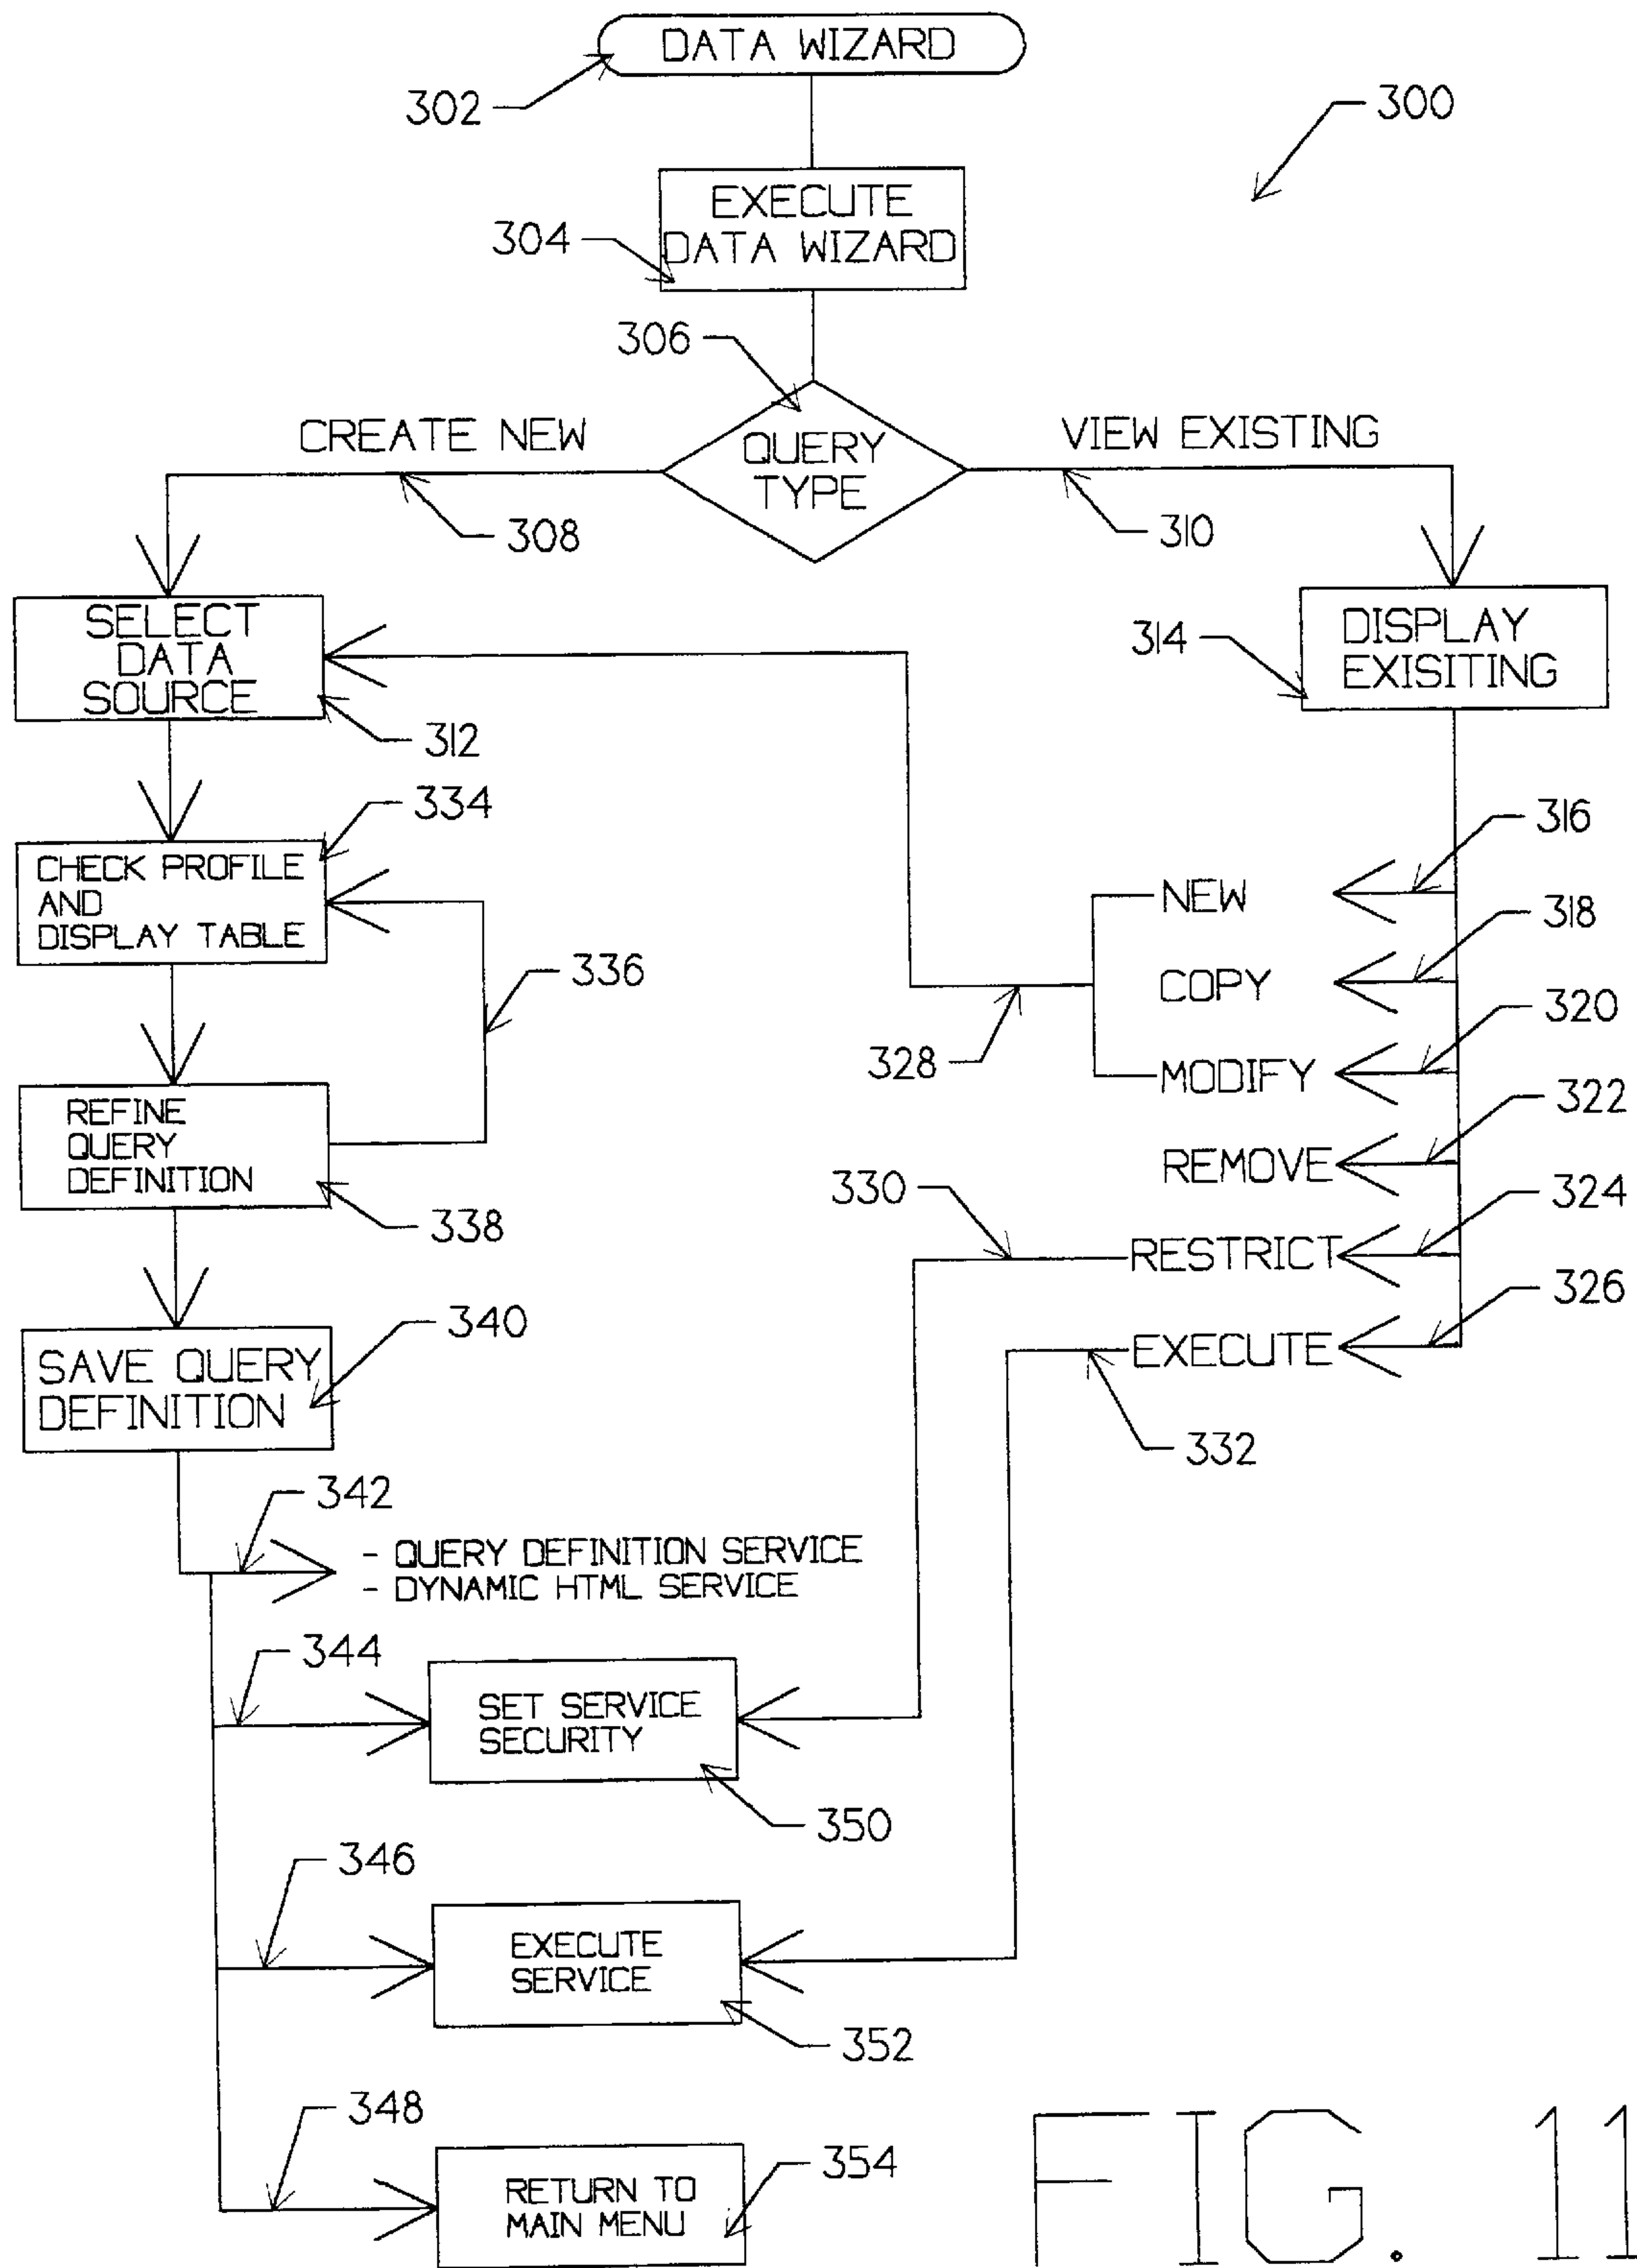 DATA WIZARD
302
300
EXECUTE
DATA WIZARD
304
306
CREATE NEW
QUERY
TYPE
VIEW EXISTING
308
310
SELECT
DATA
SOURCE
312
DISPLAY
EXISITING
314
334
CHECK PROFILE
AND
DISPLAY TABLE
336
316
NEW
318
COPY
320
328
MODIFY
322
REMOVE
REFINE
QUERY
DEFINITION
338
330
324
RESTRICT
326
EXECUTE
332
340
SAVE QUERY
DEFINITION
342
- QUERY DEFINITION SERVICE
- DYNAMIC HTML SERVICE
344
SET SERVICE
SECURITY
350
346
EXECUTE
SERVICE
352
348
RETURN TO
MAIN MENU
354
FIG. 11